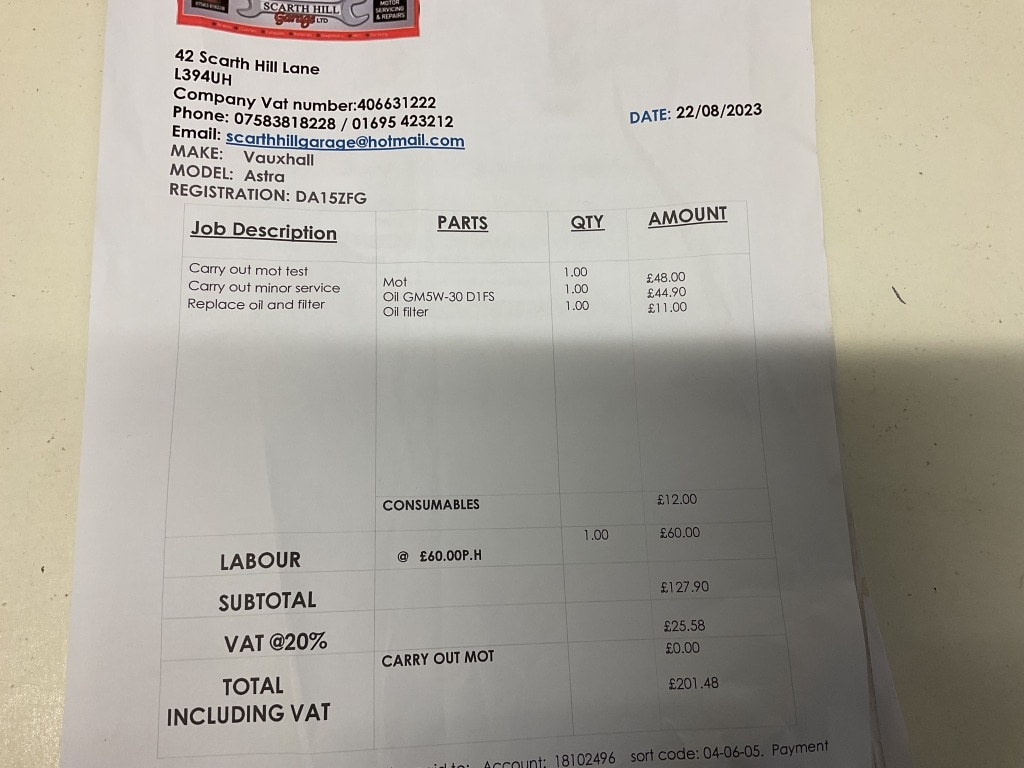 SCARTH HILL
Garage LTD
MOTOR
SERVICING
& REPAIRS
42 Scarth Hill Lane
L394UH
Company Vat number:406631222
Phone: 07583818228 / 01695 423212
Email: scarthhillgarage@hotmail.com
DATE: 22/08/2023
MAKE: Vauxhall
MODEL: Astra
REGISTRATION: DA15ZFG
Job Description PARTS QTY AMOUNT
Carry out mot test Mot 1.00 £48.00
Carry out minor service Oil GM5W-30 D1FS 1.00 £44.90
Replace oil and filter Oil filter 1.00 £11.00
CONSUMABLES £12.00
LABOUR @ £60.00P.H 1.00 £60.00
SUBTOTAL £127.90
VAT @20% £25.58
CARRY OUT MOT £0.00
TOTAL
INCLUDING VAT £201.48
Account: 18102496 sort code: 04-06-05. Payment